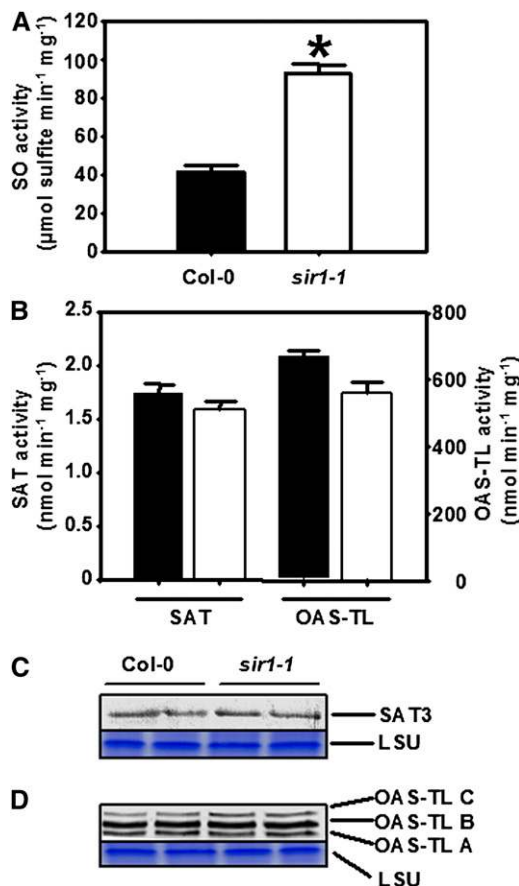 A
SO activity
(µmol sulfite min-1 mg-1)
120
100
80
60
40
20
0
*
Col-0
sir1-1
B
SAT activity
(nmol min-1 mg-1)
2.5
2.0
1.5
1.0
0.5
0
800
600
400
200
0
OAS-TL activity
(nmol min-1 mg-1)
SAT
OAS-TL
C
Col-0
sir1-1
SAT3
LSU
D
OAS-TL C
OAS-TL B
OAS-TL A
LSU